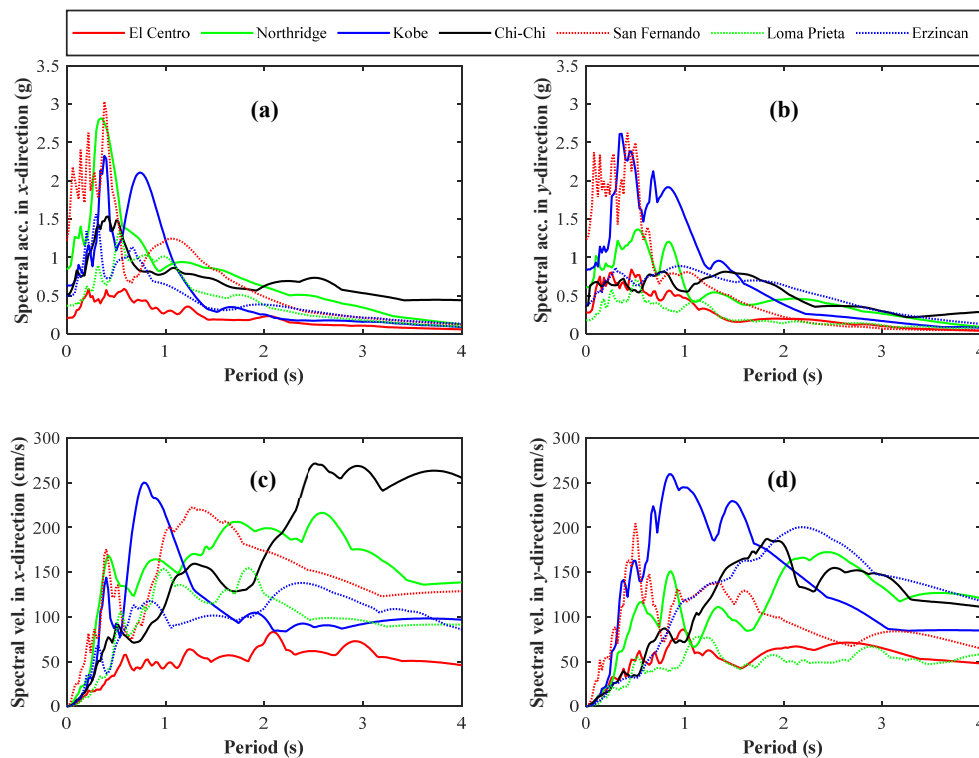 El Centro Northridge Kobe Chi-Chi San Fernando Loma Prieta Erzincan
3.5
3
2.5
2
1.5
1
0.5
0
Spectral acc. in x-direction (g)
(a)
0 1 2 3 4
Period (s)
3.5
3
2.5
2
1.5
1
0.5
0
Spectral acc. in y-direction (g)
(b)
0 1 2 3 4
Period (s)
300
250
200
150
100
50
0
Spectral vel. in x-direction (cm/s)
(c)
0 1 2 3 4
Period (s)
300
250
200
150
100
50
0
Spectral vel. in y-direction (cm/s)
(d)
0 1 2 3 4
Period (s)